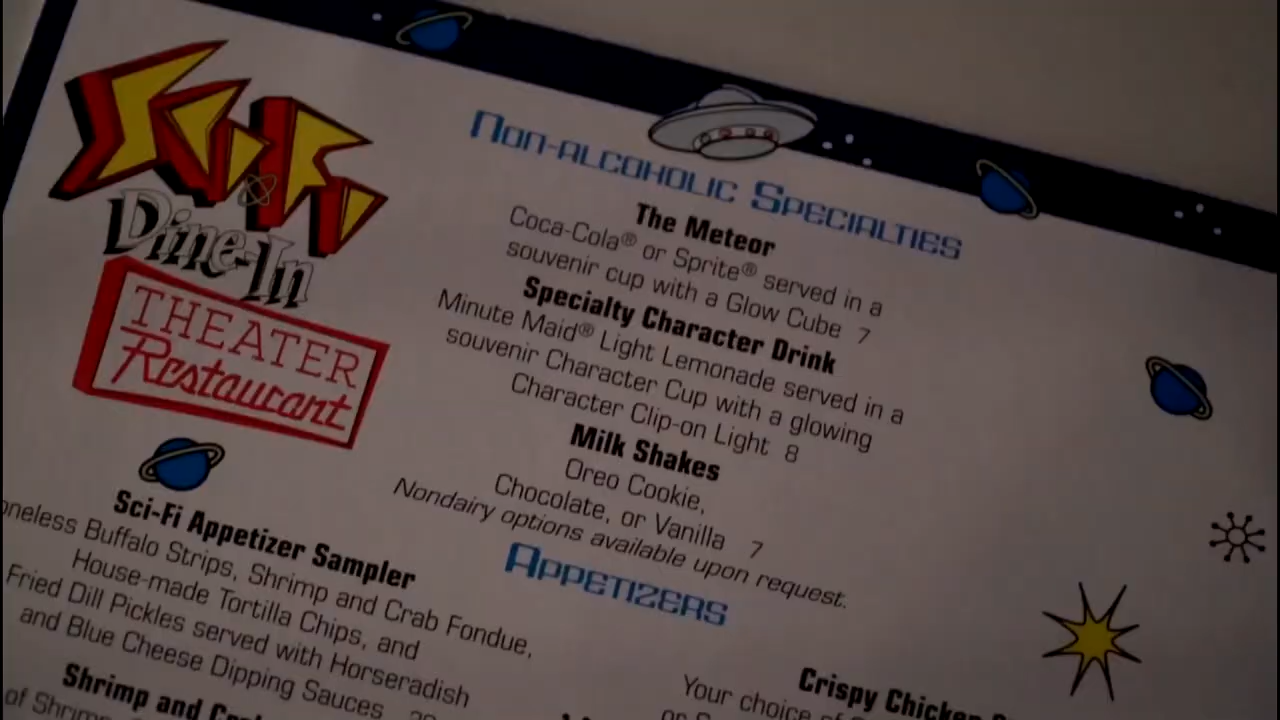 Sci-Fi
Dine-In
THEATER
Restaurant
Non-alcoholic Specialties
The Meteor
Coca-Cola® or Sprite® served in a
souvenir cup with a Glow Cube 7
Specialty Character Drink
Minute Maid® Light Lemonade served in a
souvenir Character Cup with a glowing
Character Clip-on Light 8
Milk Shakes
Oreo Cookie,
Chocolate, or Vanilla 7
Nondairy options available upon request.
Appetizers
Sci-Fi Appetizer Sampler
Buffalo Strips, Shrimp and Crab Fondue,
House-made Tortilla Chips, and
Fried Dill Pickles served with Horseradish
and Blue Cheese Dipping Sauces
Shrimp and
of Shrimp
Crispy Chicken
Your choice of
or